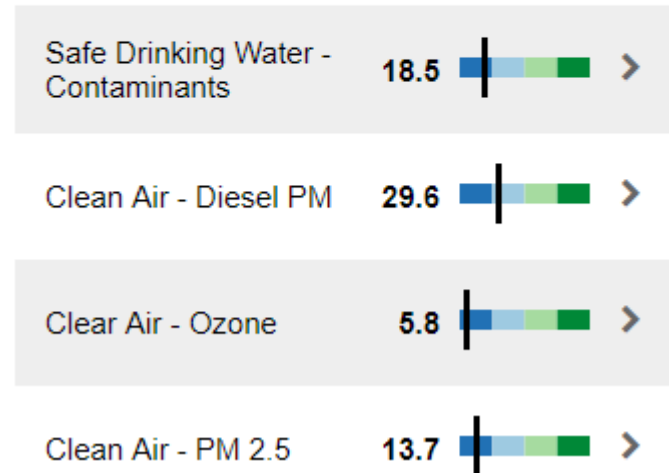 Safe Drinking Water -
Contaminants
18.5
Clean Air - Diesel PM 29.6
Clear Air - Ozone 5.8
Clean Air - PM 2.5 13.7